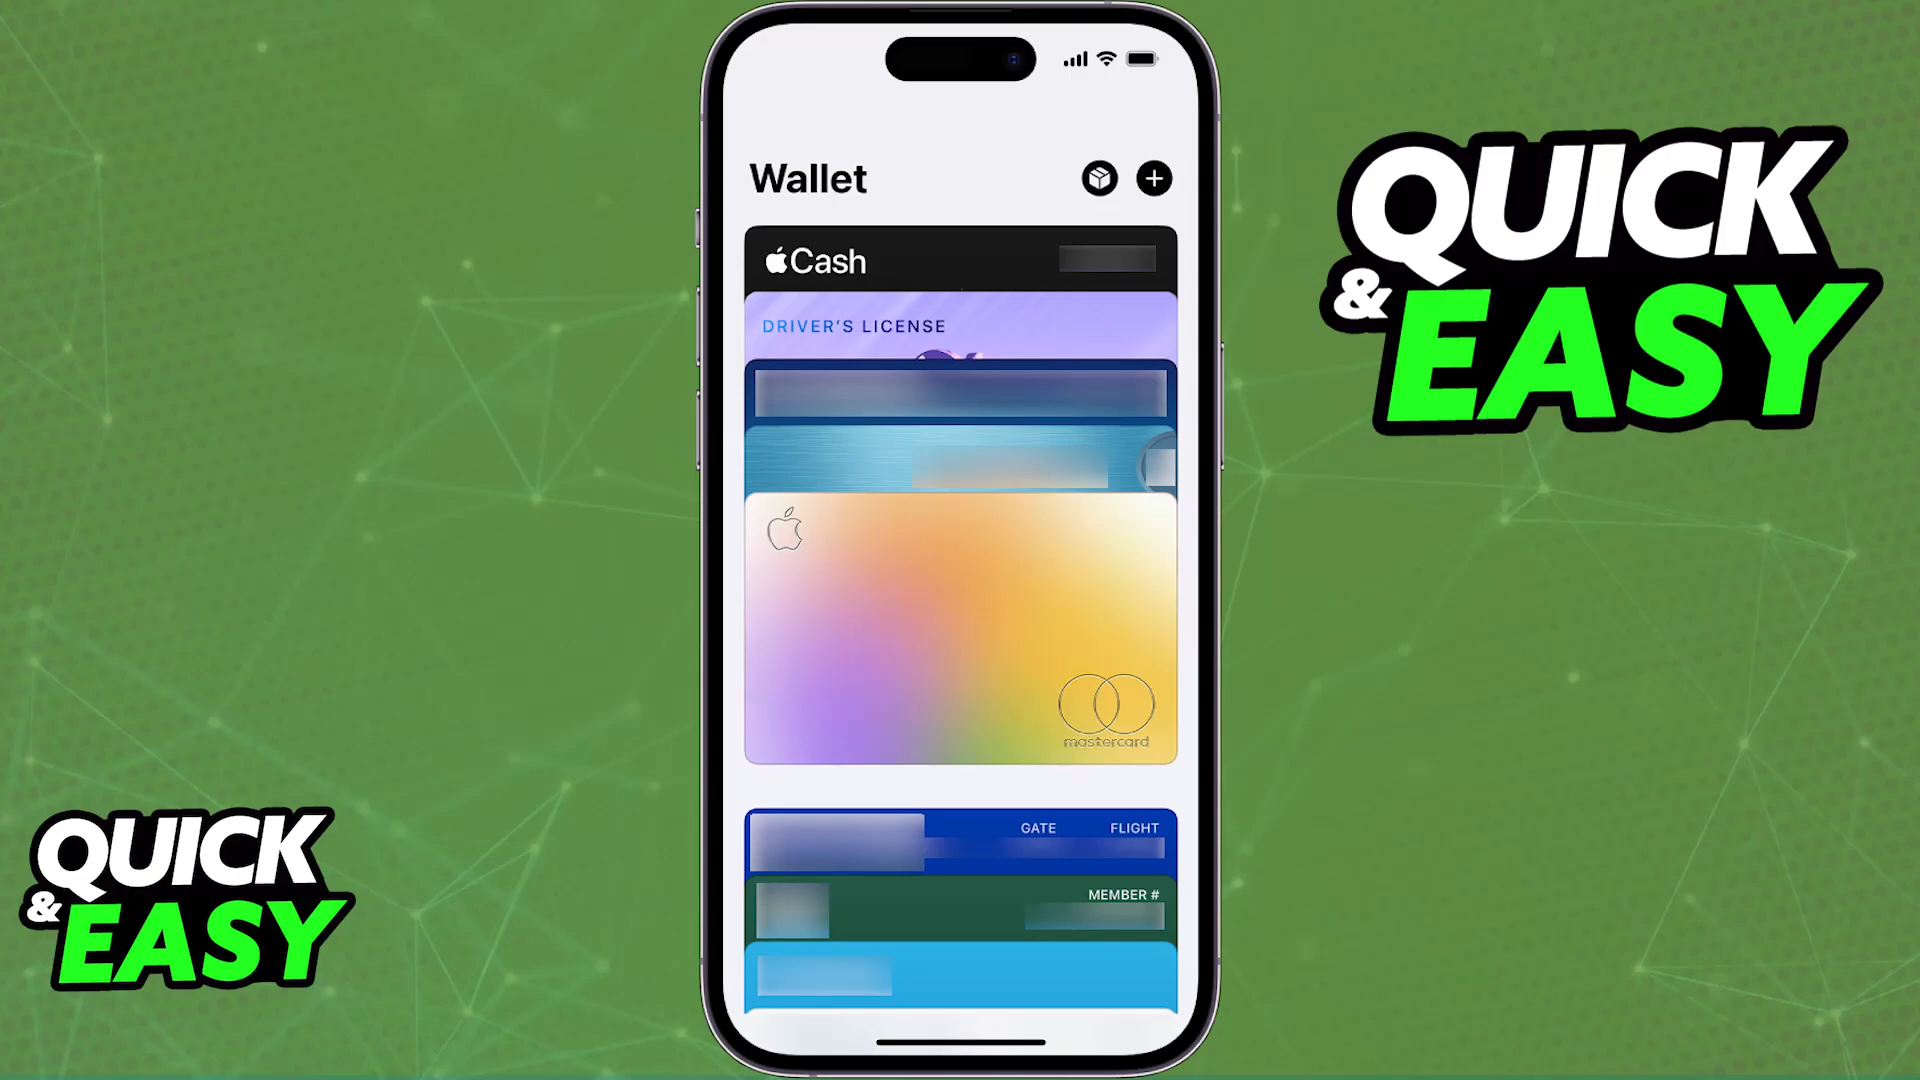 Wallet
Cash
DRIVER'S LICENSE
mastercard
GATE FLIGHT
MEMBER #
QUICK
& EASY
QUICK
& EASY